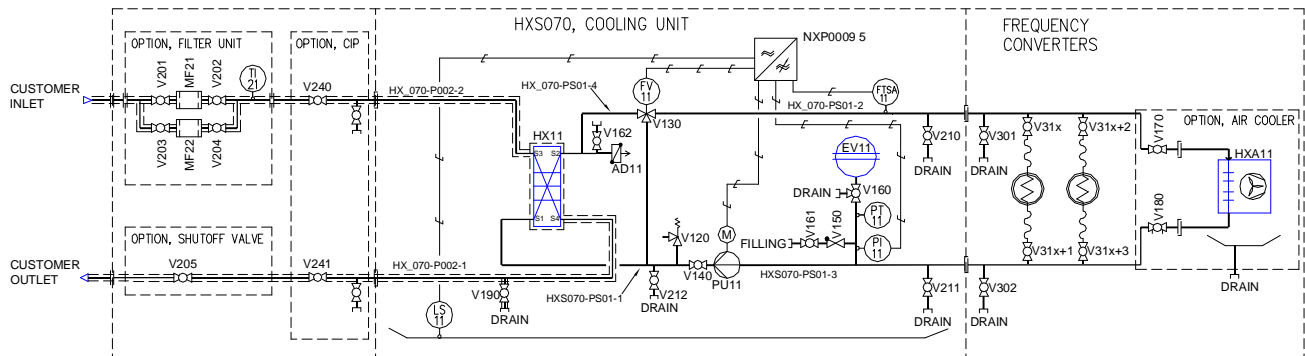 HXS070, COOLING UNIT
FREQUENCY
CONVERTERS
OPTION, FILTER UNIT
OPTION, CIP
NXP0009 5
V201
MF21
V202
TI
21
CUSTOMER
INLET
V240
HX_070-P002-2
HX_070-PS01-4
FV
11
FTSA
11
HX_070-PS01-2
V203
MF22
V204
HX11
V162
V130
V210
V301
V31x
V31x+2
V170
OPTION, AIR COOLER
S3
S2
AD11
EV11
DRAIN
DRAIN
HXA11
DRAIN
V160
S1
S4
PT
11
V180
OPTION, SHUTOFF VALVE
M
V161
V150
V120
FILLING
PI
11
V31x+1
V31x+3
CUSTOMER
OUTLET
V205
V241
HX_070-P002-1
V140
HXS070-PS01-3
PU11
V190
HXS070-PS01-1
V212
V211
V302
DRAIN
LS
11
DRAIN
DRAIN
DRAIN
DRAIN